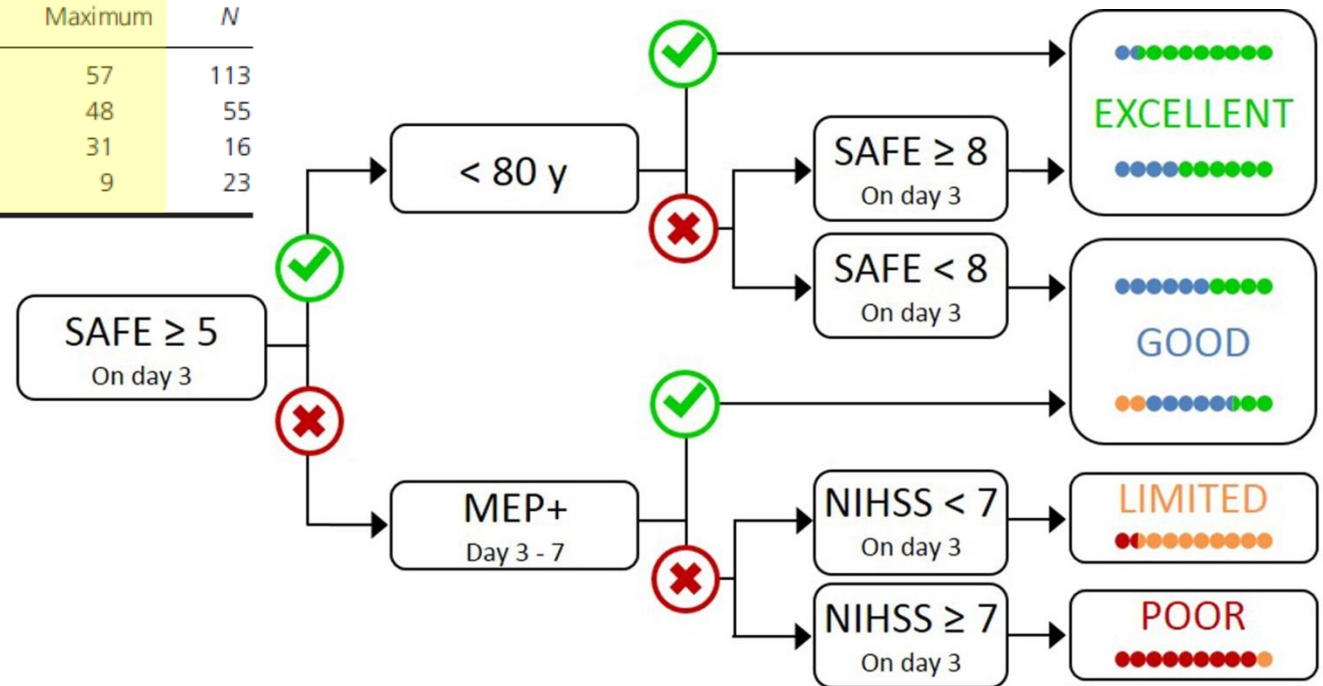 Maximum N
57 113
48 55
31 16
9 23
SAFE ≥ 5
On day 3
< 80 y
SAFE ≥ 8
On day 3
SAFE < 8
On day 3
EXCELLENT
GOOD
MEP+
Day 3 - 7
NIHSS < 7
On day 3
NIHSS ≥ 7
On day 3
LIMITED
POOR